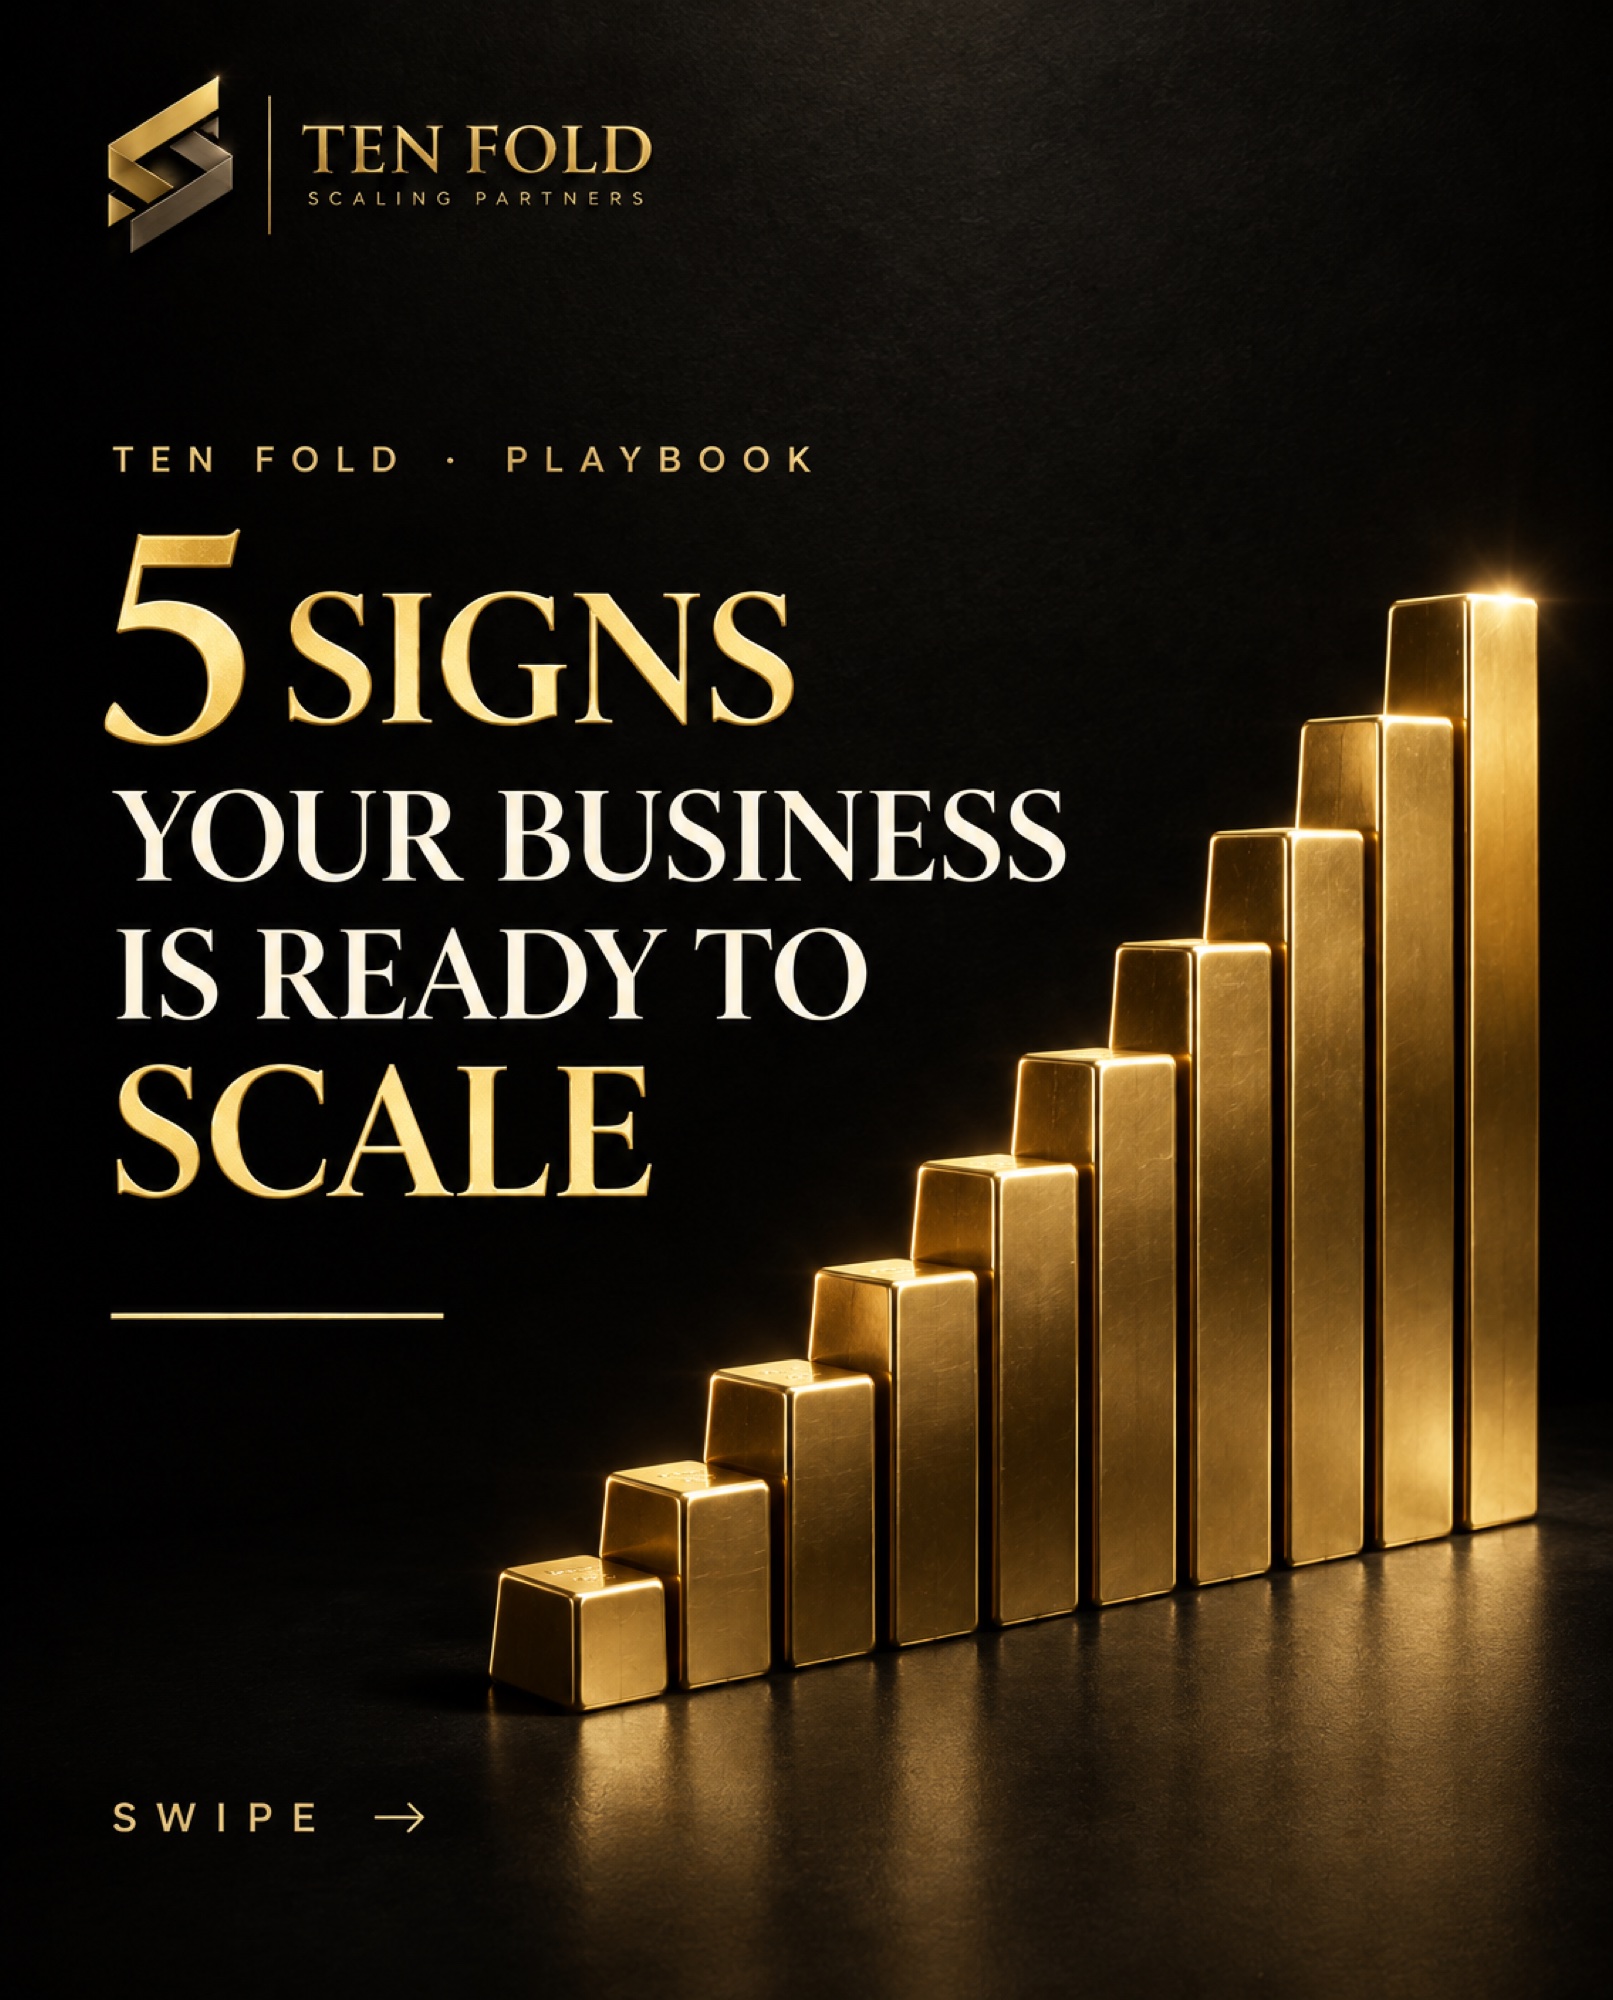 TEN FOLD
SCALING PARTNERS
TEN FOLD · PLAYBOOK
5 SIGNS
YOUR BUSINESS
IS READY TO
SCALE
SWIPE →